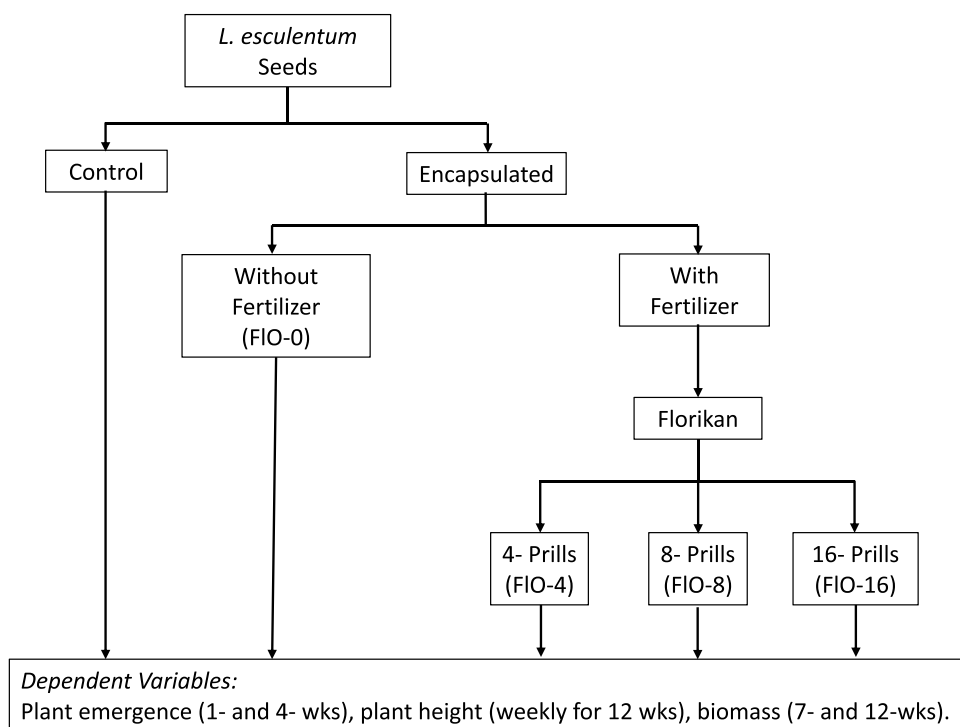 L. esculentum
Seeds
Control
Encapsulated
Without
Fertilizer
(FlO-0)
With
Fertilizer
Florikan
4- Prills
(FlO-4)
8- Prills
(FlO-8)
16- Prills
(FlO-16)
Dependent Variables:
Plant emergence (1- and 4- wks), plant height (weekly for 12 wks), biomass (7- and 12-wks).